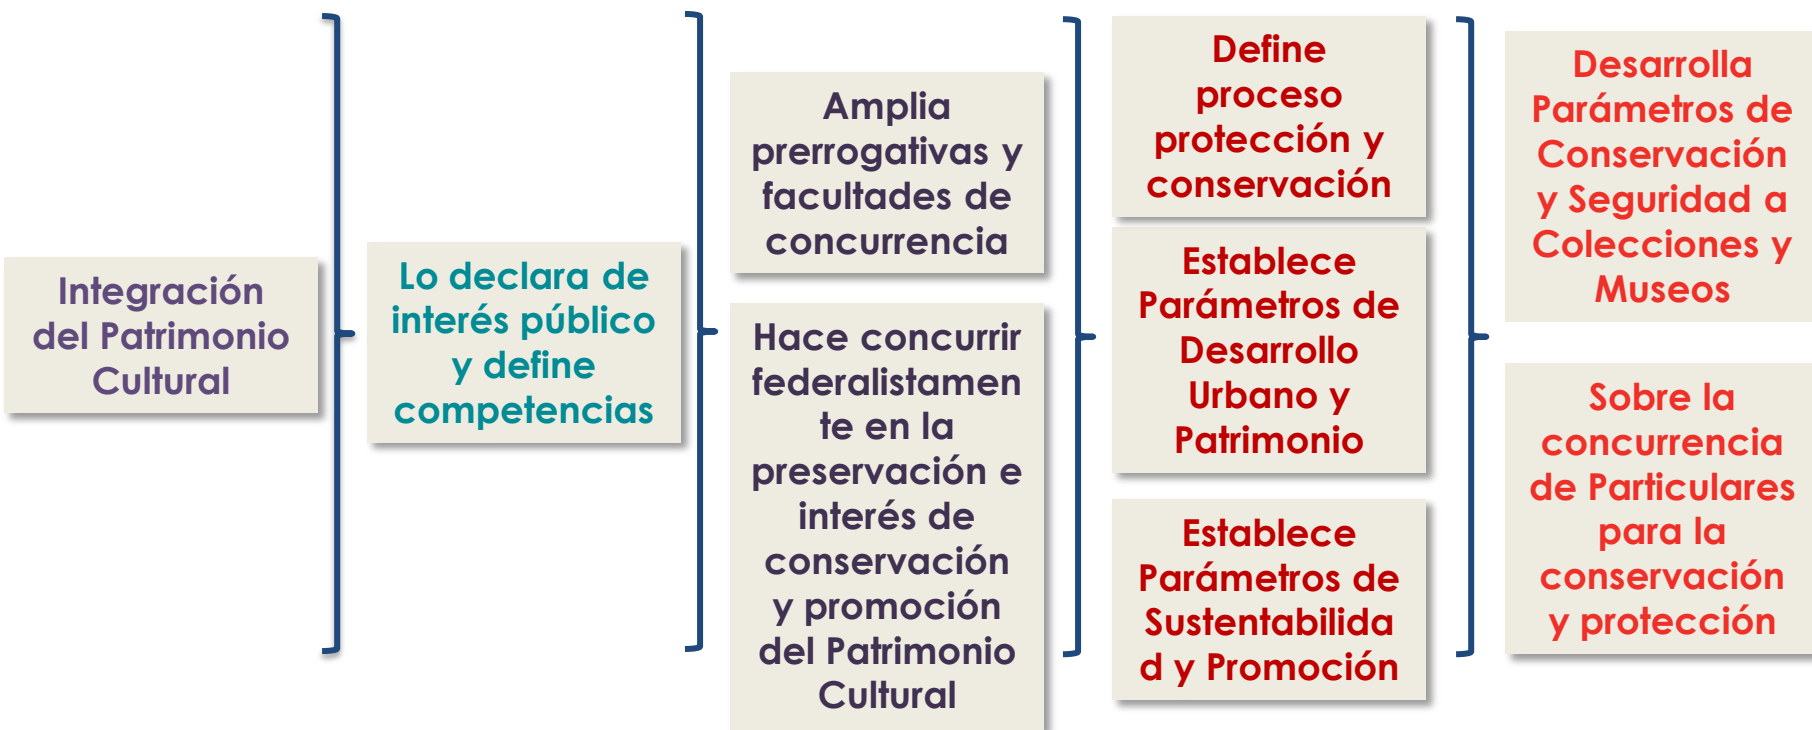 Integración
del Patrimonio
Cultural
Lo declara de
interés público
y define
competencias
Amplia
prerrogativas y
facultades de
concurrencia
Hace concurrir
federalistamen
te en la
preservación e
interés de
conservación
y promoción
del Patrimonio
Cultural
Define
proceso
protección y
conservación
Establece
Parámetros de
Desarrollo
Urbano y
Patrimonio
Establece
Parámetros de
Sustentabilida
d y Promoción
Desarrolla
Parámetros de
Conservación
y Seguridad a
Colecciones y
Museos
Sobre la
concurrencia
de Particulares
para la
conservación
y protección